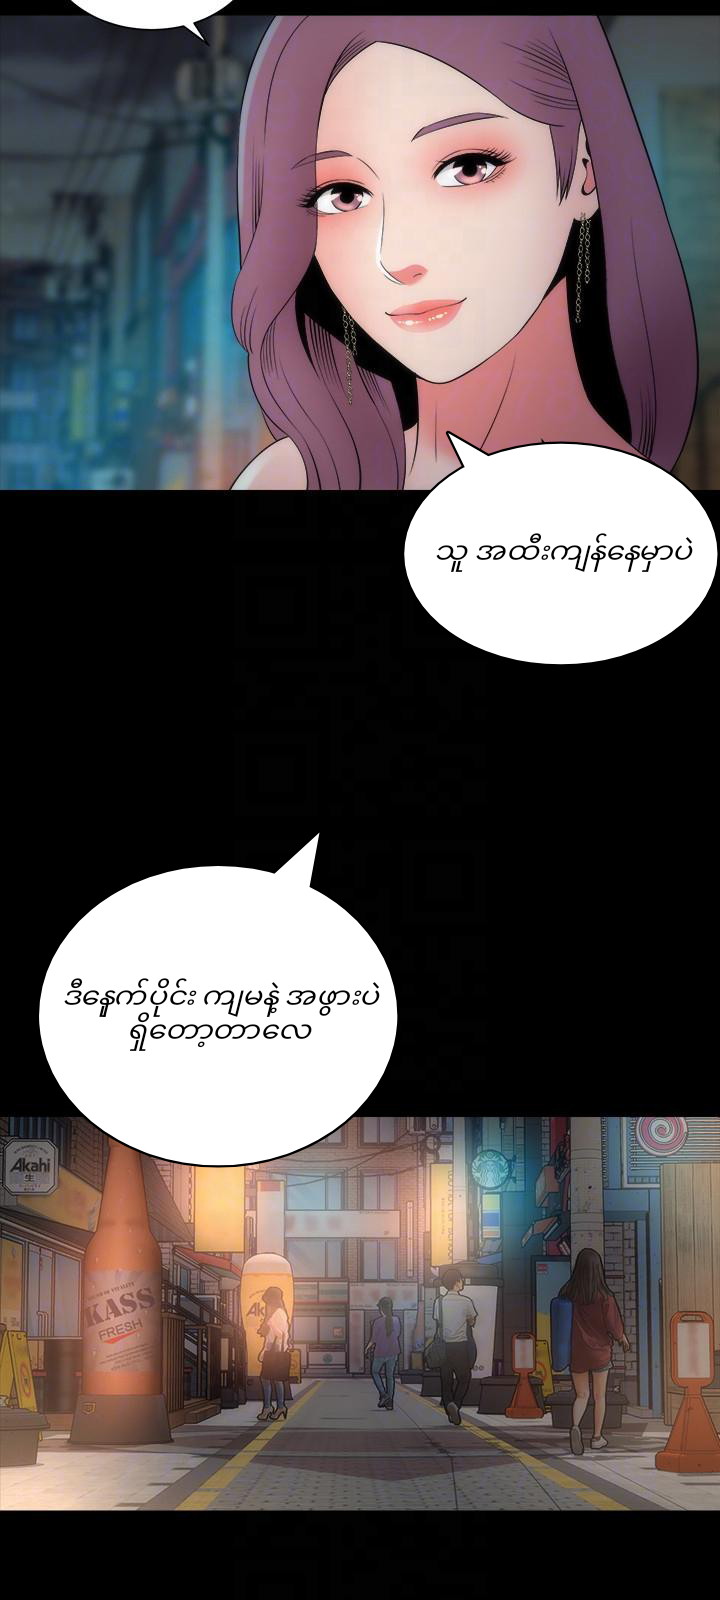 သူ အထီးကျန်နေမှာပဲ
ဒီနောက်ပိုင်း ကျမနဲ့ အဖွားပဲ
ရှိတော့တာလေ
Akahi
生
KASS
FRESH